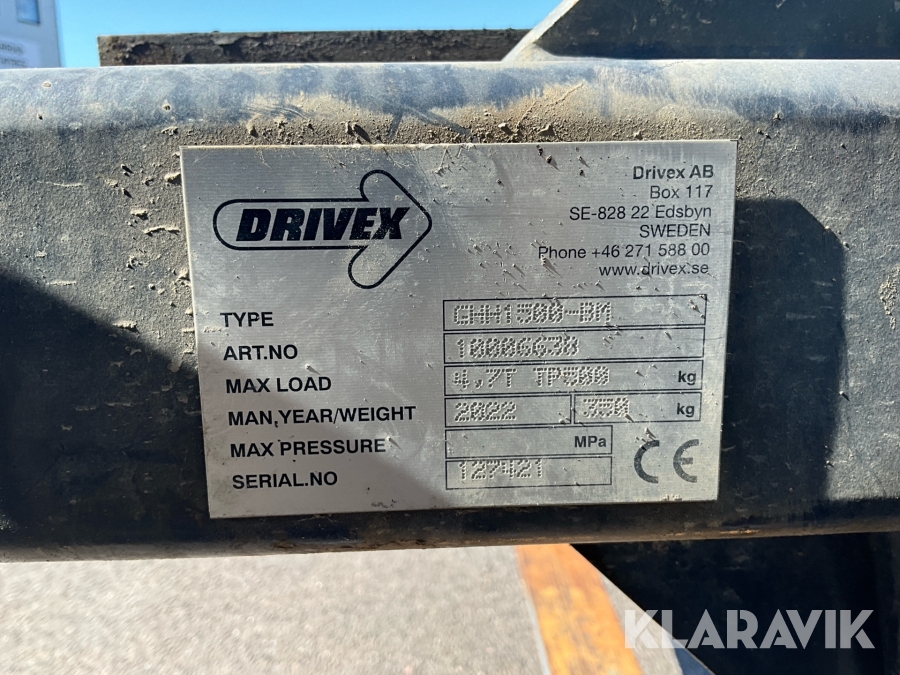 Drivex AB
Box 117
SE-828 22 Edsbyn
SWEDEN
Phone +46 271 588 00
www.drivex.se
DRIVEX
TYPE CHH1500-BM
ART.NO 10006638
MAX LOAD 4,7T TP500 kg
MAN,YEAR/WEIGHT 2022 350 kg
MAX PRESSURE MPa
SERIAL.NO 127421
CE
KLARAVIK